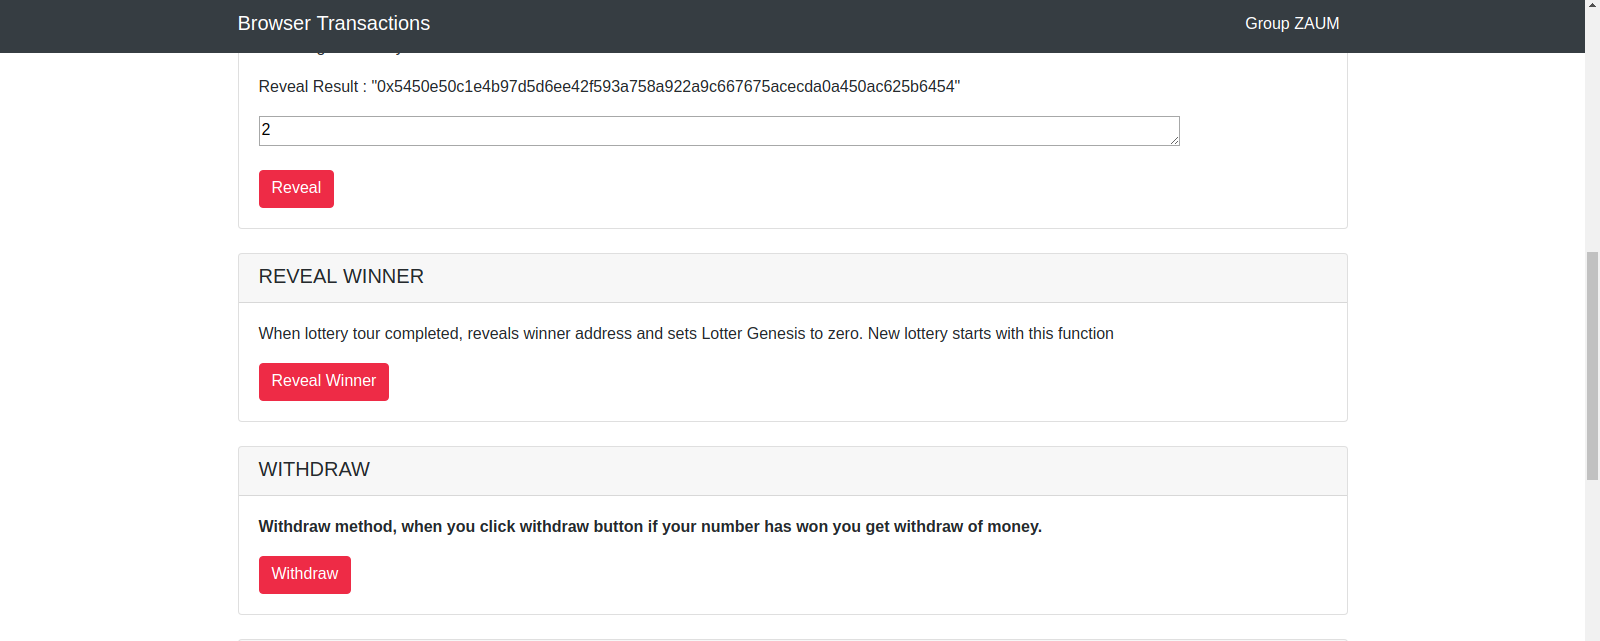 Browser Transactions
Group ZAUM
Reveal Result : "0x5450e50c1e4b97d5d6ee42f593a758a922a9c667675acecda0a450ac625b6454"
2
Reveal
REVEAL WINNER
When lottery tour completed, reveals winner address and sets Lotter Genesis to zero. New lottery starts with this function
Reveal Winner
WITHDRAW
Withdraw method, when you click withdraw button if your number has won you get withdraw of money.
Withdraw